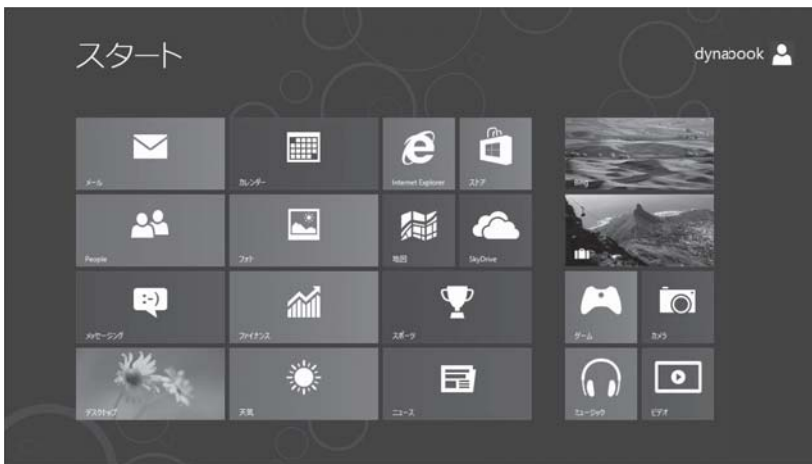 スタート
dynabook
メール
カレンダー
Internet Explorer
ストア
Bing
People
フォト
地図
SkyDrive
メッセージング
ファイナンス
スポーツ
ゲーム
カメラ
デスクトップ
天気
ニュース
ミュージック
ビデオ